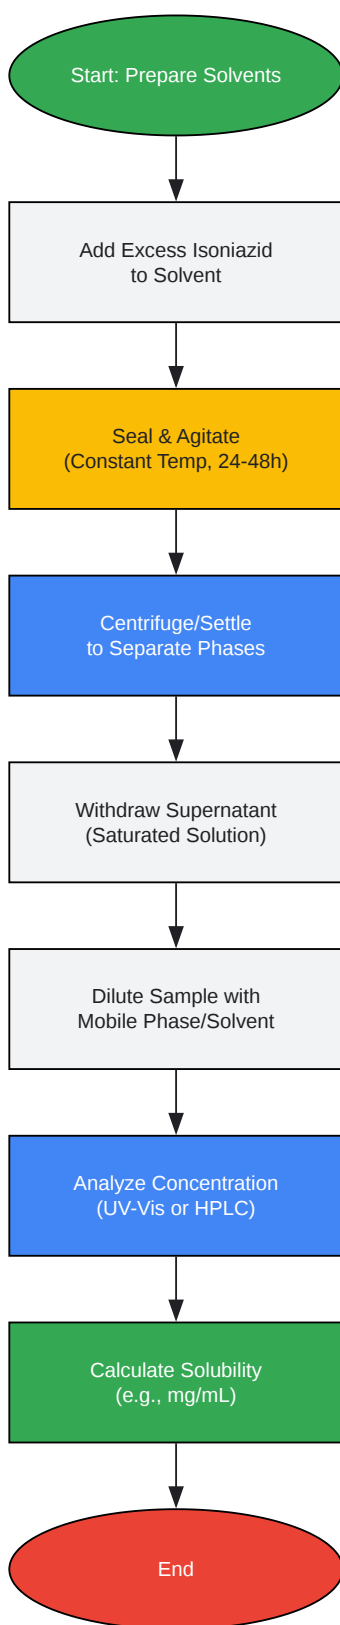 Start: Prepare Solvents
Add Excess Isoniazid
to Solvent
Seal & Agitate
(Constant Temp, 24-48h)
Centrifuge/Settle
to Separate Phases
Withdraw Supernatant
(Saturated Solution)
Dilute Sample with
Mobile Phase/Solvent
Analyze Concentration
(UV-Vis or HPLC)
Calculate Solubility
(e.g., mg/mL)
End